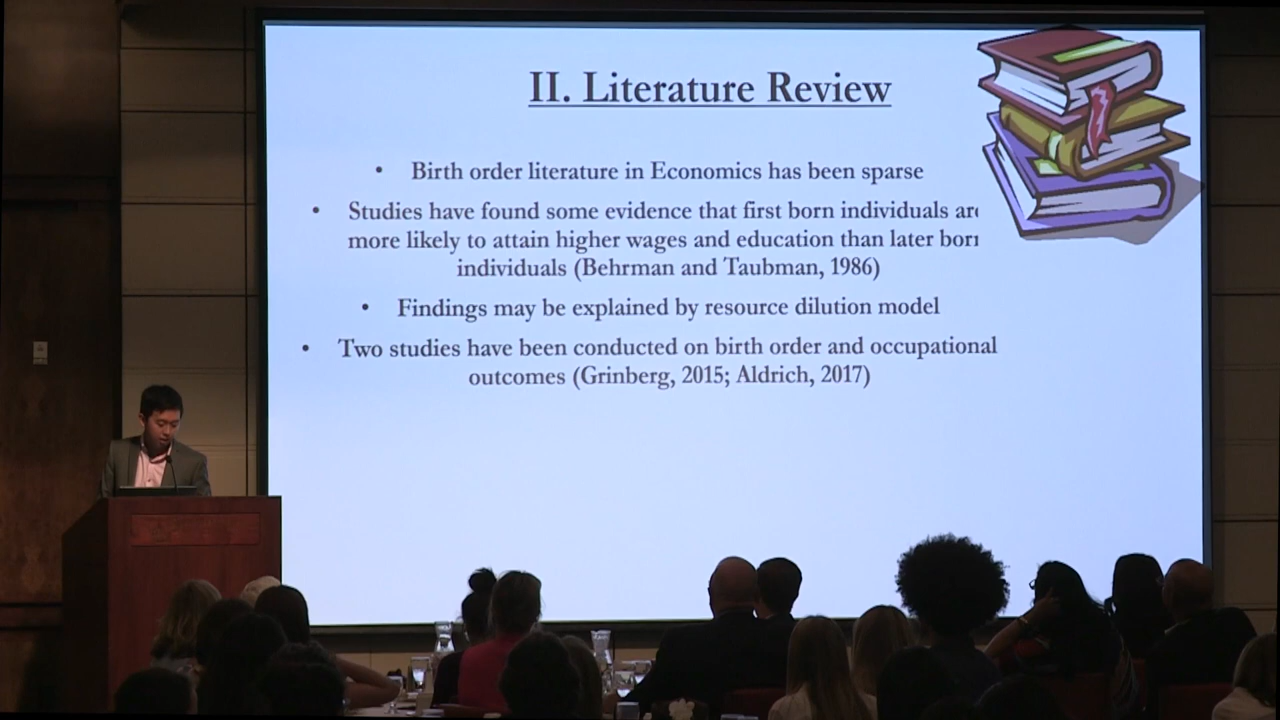 II. Literature Review
• Birth order literature in Economics has been sparse
• Studies have found some evidence that first born individuals are
more likely to attain higher wages and education than later born
individuals (Behrman and Taubman, 1986)
• Findings may be explained by resource dilution model
• Two studies have been conducted on birth order and occupational
outcomes (Grinberg, 2015; Aldrich, 2017)